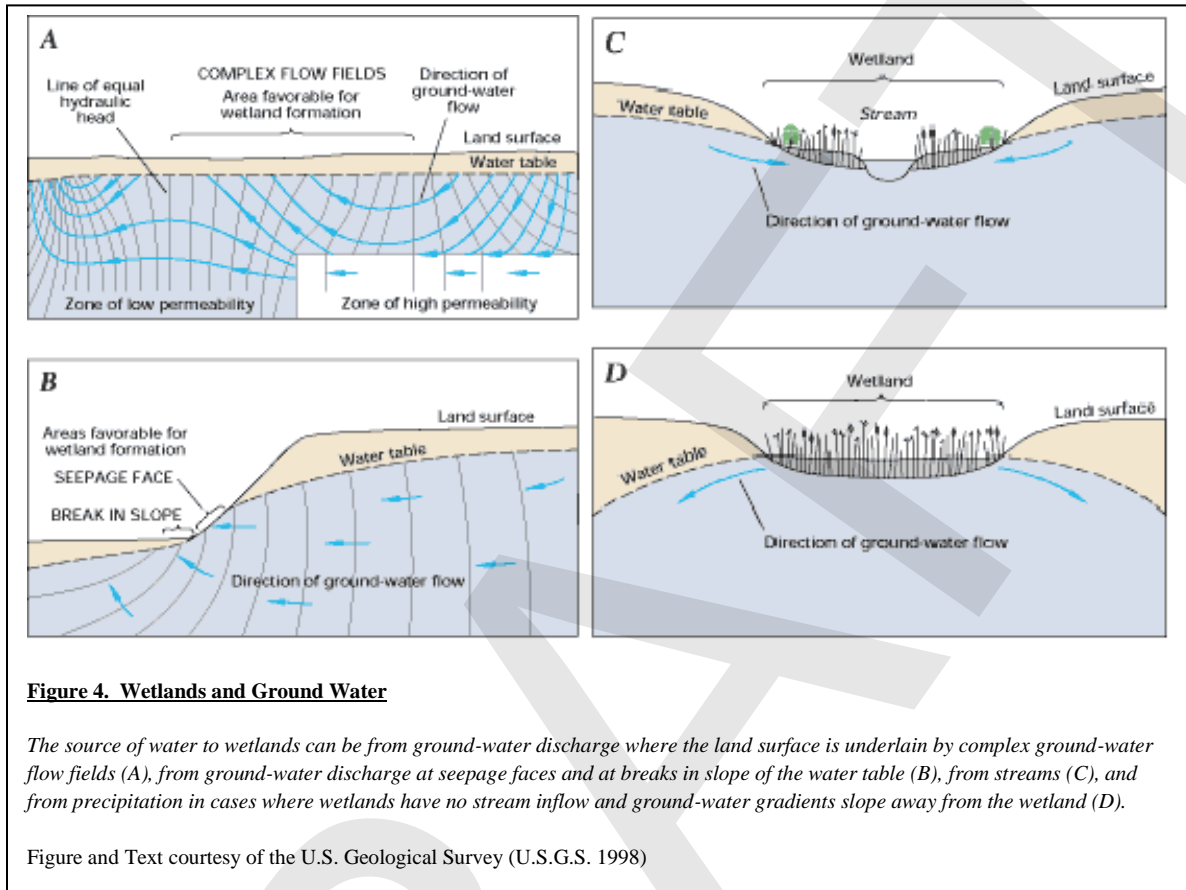 A
COMPLEX FLOW FIELDS
Area favorable for
wetland formation
Line of equal
hydraulic
head
Direction of
ground-water
flow
Land surface
Water table
Zone of low permeability
Zone of high permeability
C
Wetland
Stream
Land surface
Water table
Direction of ground-water flow
B
Land surface
Areas favorable for
wetland formation
SEEPAGE FACE
BREAK IN SLOPE
Water table
Direction of ground-water flow
D
Wetland
Land surface
Water table
Direction of ground-water flow
Figure 4. Wetlands and Ground Water
The source of water to wetlands can be from ground-water discharge where the land surface is underlain by complex ground-water
flow fields (A), from ground-water discharge at seepage faces and at breaks in slope of the water table (B), from streams (C), and
from precipitation in cases where wetlands have no stream inflow and ground-water gradients slope away from the wetland (D).
Figure and Text courtesy of the U.S. Geological Survey (U.S.G.S. 1998)